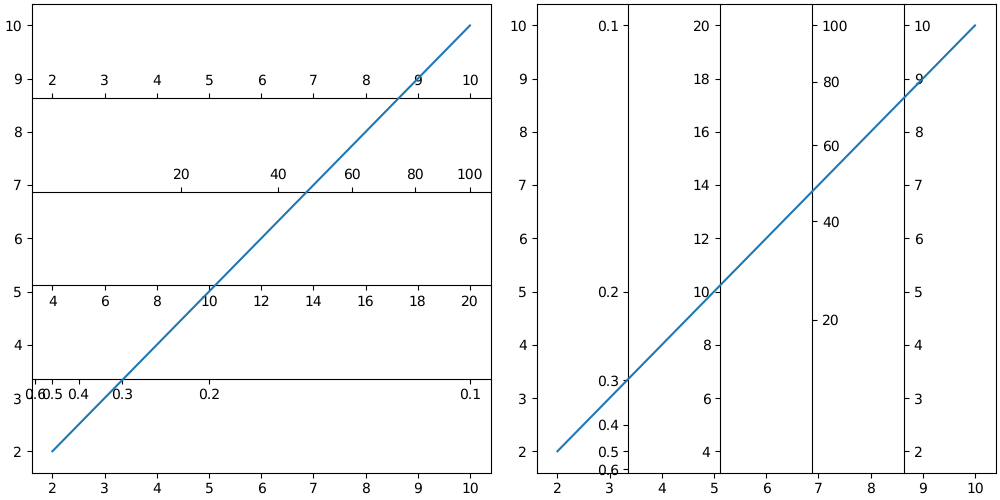 10
9
2 3 4 5 6 7 8 9 10
8
20 40 60 80 100
7
6
5
4 6 8 10 12 14 16 18 20
4
0.6 0.5 0.4 0.3 0.2 0.1
3
2
2 3 4 5 6 7 8 9 10
10 0.1 20 100 10
9 18 80 9
8 16 8
7 14 60 7
6 12 40 6
5 0.2 10 5
4 8 20 4
3 0.3 6 3
0.4
2 0.5 4 2
0.6
2 3 4 5 6 7 8 9 10